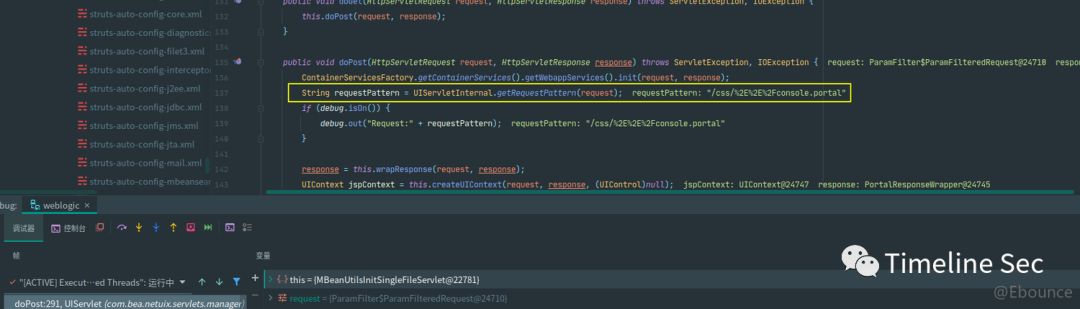 struts-auto-config-core.xml
struts-auto-config-diagnostics
struts-auto-config-filet3.xml
struts-auto-config-interceptor
struts-auto-config-j2ee.xml
struts-auto-config-jdbc.xml
struts-auto-config-jms.xml
struts-auto-config-jta.xml
struts-auto-config-mail.xml
struts-auto-config-mbeansear
131 public void doGet(HttpServletRequest request, HttpServletResponse response) throws ServletException, IOException {
132 this.doPost(request, response);
133 }
134
135 public void doPost(HttpServletRequest request, HttpServletResponse response) throws ServletException, IOException { request: ParamFilter$ParamFilteredRequest@24710 respon
136 ContainerServicesFactory.getContainerServices().getWebappServices().init(request, response);
137 String requestPattern = UIServletInternal.getRequestPattern(request); requestPattern: "/css/%2E%2E%2Fconsole.portal"
138 if (debug.isOn()) {
139 debug.out("Request:" + requestPattern); requestPattern: "/css/%2E%2E%2Fconsole.portal"
140 }
141
142 response = this.wrapResponse(request, response);
143 UIContext jspContext = this.createUIContext(request, response, (UIControl)null); jspContext: UIContext@24747 response: PortalResponseWrapper@24745
bug: weblogic ×
调试器 控制台
帧 变量
"[ACTIVE] Execut…ed Threads": 运行中
doPost:291, UIServlet (com.bea.netuix.servlets.manager)
this = {MBeanUtilsInitSingleFileServlet@22781}
request = {ParamFilter$ParamFilteredRequest@24710}
Timeline Sec
@Ebounce